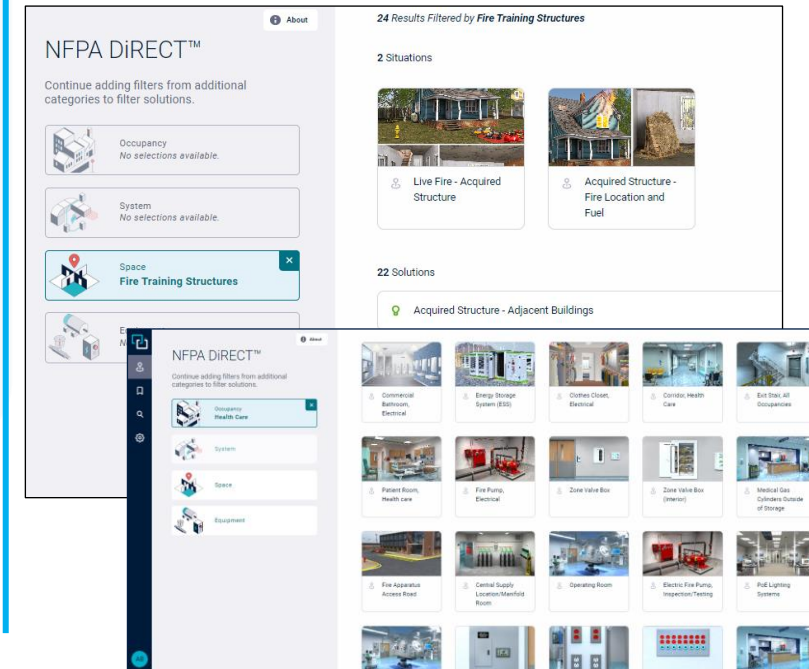 About
NFPA DiRECT™
Continue adding filters from additional
categories to filter solutions.
Occupancy
No selections available.
System
No selections available.
Space
Fire Training Structures
24 Results Filtered by Fire Training Structures
2 Situations
Live Fire - Acquired
Structure
Acquired Structure -
Fire Location and
Fuel
22 Solutions
Acquired Structure - Adjacent Buildings
About
NFPA DiRECT™
Continue adding filters from additional
categories to filter solutions.
Occupancy
Health Care
System
Space
Equipment
Commercial
Bathroom,
Electrical
Energy Storage
System (ESS)
Clothes Closet,
Electrical
Corridor, Health
Care
Exit Stair, All
Occupancies
Patient Room,
Health care
Fire Pump,
Electrical
Zone Valve Box
Zone Valve Box
(Interior)
Medical Gas
Cylinders Outside
of Storage
Fire Apparatus
Access Road
Central Supply
Location/Manifold
Room
Operating Room
Electric Fire Pump,
Inspection/Testing
PoE Lighting
Systems